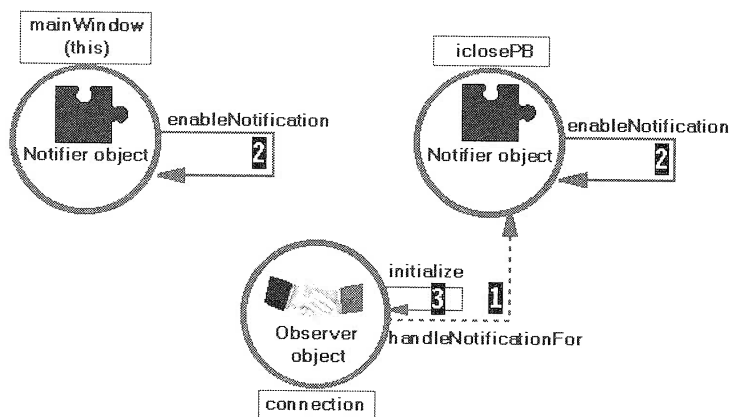 mainWindow
(this)
Notifier object
enableNotification
2
iclosePB
Notifier object
enableNotification
2
initialize
3
1
Observer
object
handleNotificationFor
connection